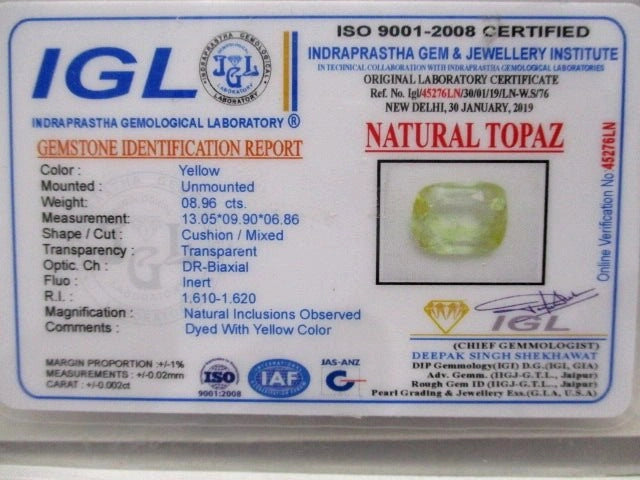 IGL
INDRAPRASTHA GEMOLOGICAL LABORATORY ®
GEMSTONE IDENTIFICATION REPORT
Color : Yellow
Mounted : Unmounted
Weight: 08.96 cts.
Measurement : 13.05*09.90*06.86
Shape / Cut : Cushion / Mixed
Transparency : Transparent
Optic. Ch : DR-Biaxial
Fluo : Inert
R.I. : 1.610-1.620
Magnification : Natural Inclusions Observed
Comments : Dyed With Yellow Color
MARGIN PROPORTION :+/-1%
MEASUREMENTS : +/-0.02mm
CARAT : +/-0.002ct
ISO
9001:2008
IAF
JAS-ANZ
ISO 9001-2008 CERTIFIED
INDRAPRASTHA GEM & JEWELLERY INSTITUTE
IN TECHNICAL COLLABORATION WITH INDRAPRASTHA GEMOLOGICAL LABORATORIES
ORIGINAL LABORATORY CERTIFICATE
Ref. No. Igl/45276LN/30/01/19/LN-W.S/76
NEW DELHI, 30 JANUARY, 2019
NATURAL TOPAZ
Online Verification No 45276LN
IGL
(CHIEF GEMMOLOGIST)
DEEPAK SINGH SHEKHAWAT
DIP Gemmology(IGI) D.G.(IGI, GIA)
Adv. Gemm. (IIGJ-G.T.L., Jaipur)
Rough Gem ID (IIGJ-G.T.L., Jaipur)
Pearl Grading & Jewellery Ess.(G.I.A, U.S.A)